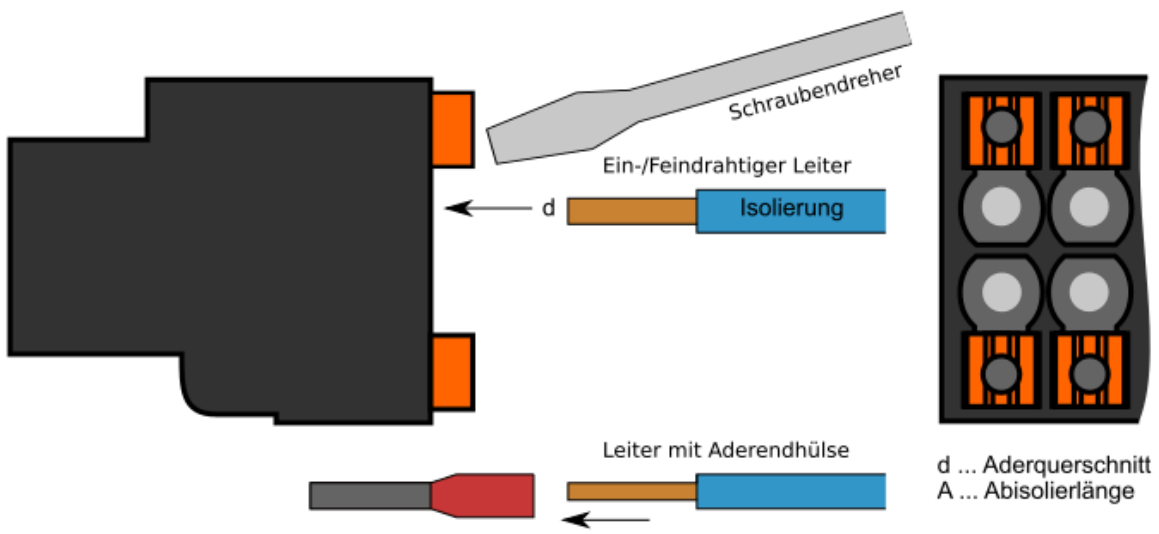 Schraubendreher
Ein-/Feindrahtiger Leiter
d
Isolierung
Leiter mit Aderendhülse
d ... Aderquerschnitt
A ... Abisolierlänge